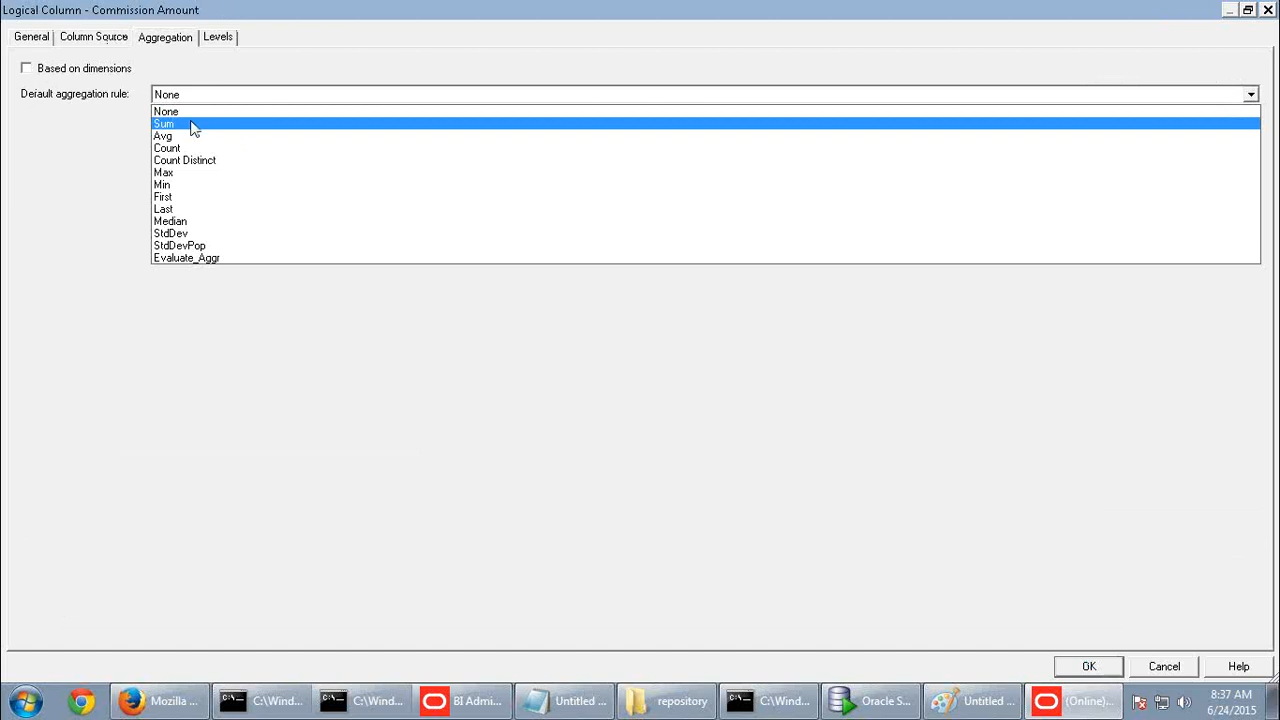 Logical Column - Commission Amount
General Column Source Aggregation Levels
Based on dimensions
Default aggregation rule: None
None
Sum
Avg
Count
Count Distinct
Max
Min
First
Last
Median
StdDev
StdDevPop
Evaluate_Aggr
OK Cancel Help
Mozilla ... C:\Wind... C:\Wind... BI Admi... Untitled ... repository C:\Wind... Oracle S... Untitled ... (Online)... 8:37 AM
6/24/2015